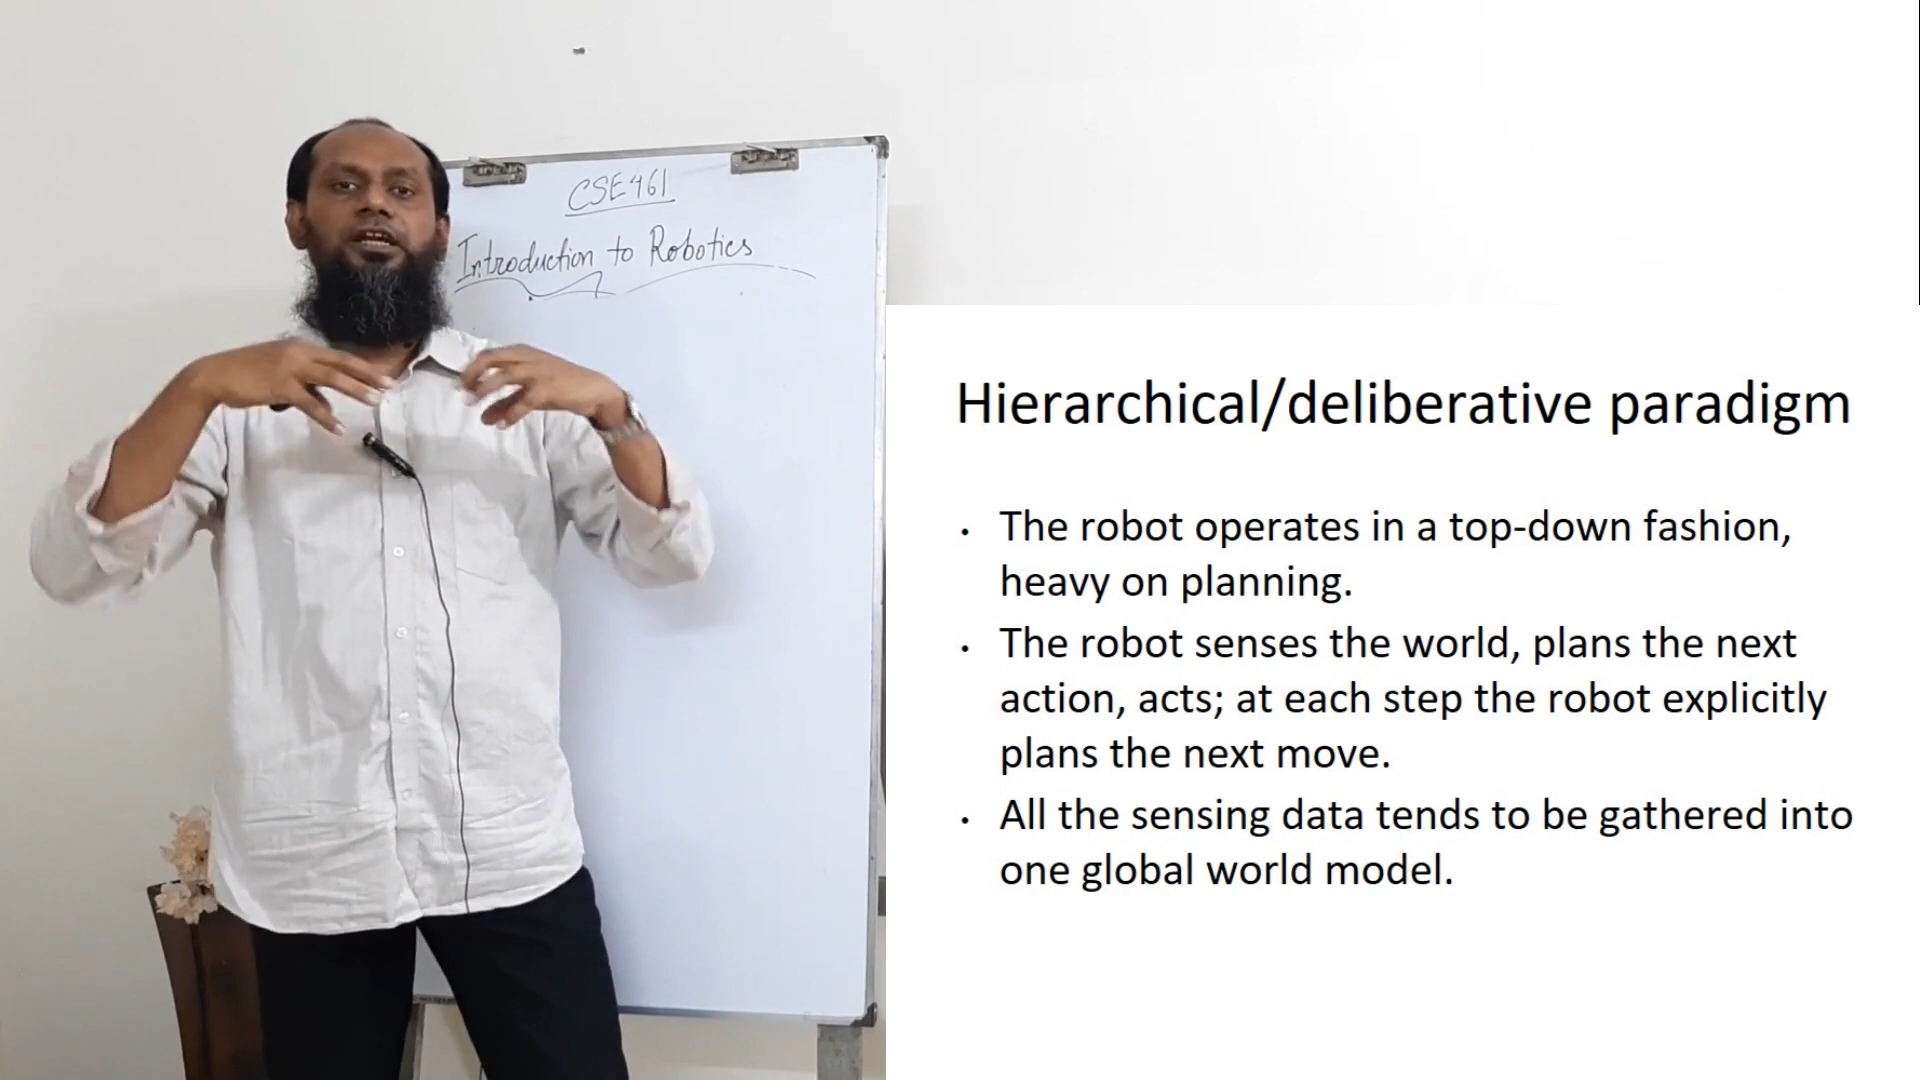 CSE461
Introduction to Robotics
Hierarchical/deliberative paradigm
• The robot operates in a top-down fashion,
heavy on planning.
• The robot senses the world, plans the next
action, acts; at each step the robot explicitly
plans the next move.
• All the sensing data tends to be gathered into
one global world model.